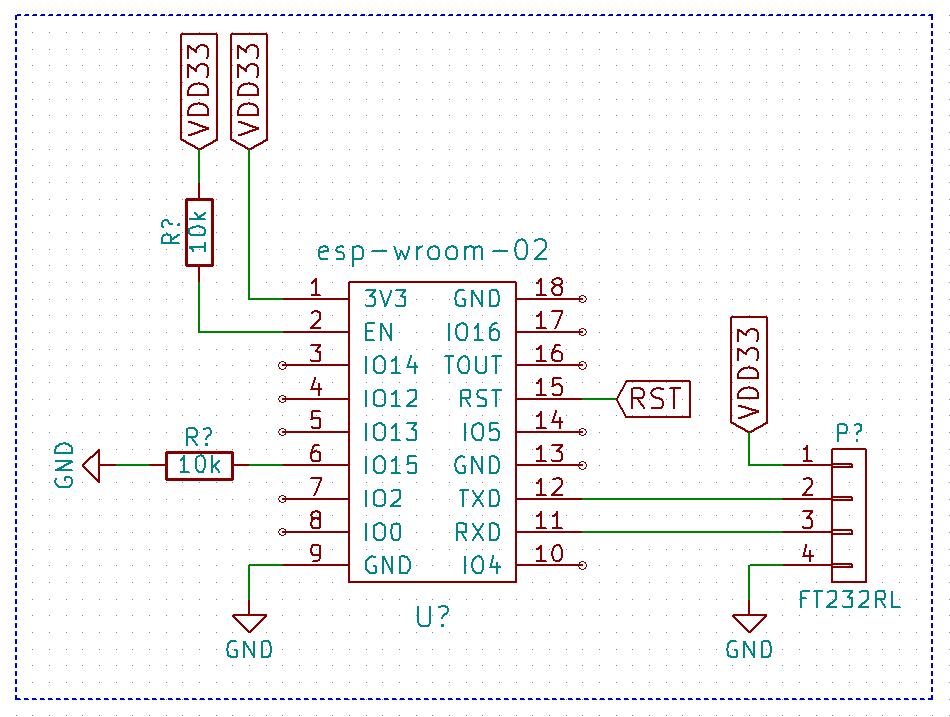 VDD33
VDD33
R?
10k
esp-wroom-02
1
3V3
GND
18
2
EN
IO16
17
3
IO14
TOUT
16
4
IO12
RST
15
RST
5
IO13
IO5
14
6
IO15
GND
13
7
IO2
TXD
12
8
IO0
RXD
11
9
GND
IO4
10
GND
R?
10k
VDD33
P?
1
2
3
4
FT232RL
U?
GND
GND